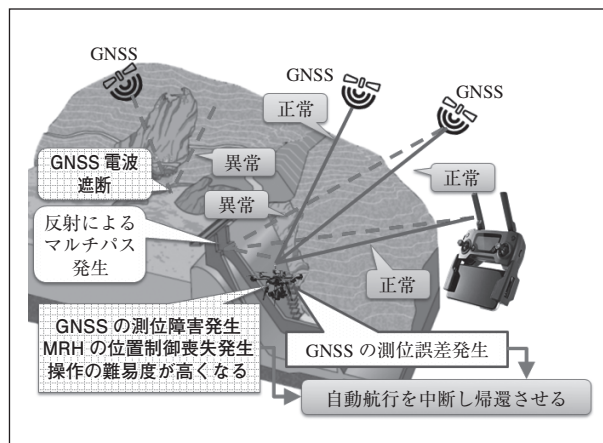 GNSS
GNSS
GNSS
正常
正常
GNSS 電波
遮断
異常
異常
反射による
マルチパス
発生
正常
GNSS の測位障害発生
MRH の位置制御喪失発生
操作の難易度が高くなる
GNSS の測位誤差発生
自動航行を中断し帰還させる